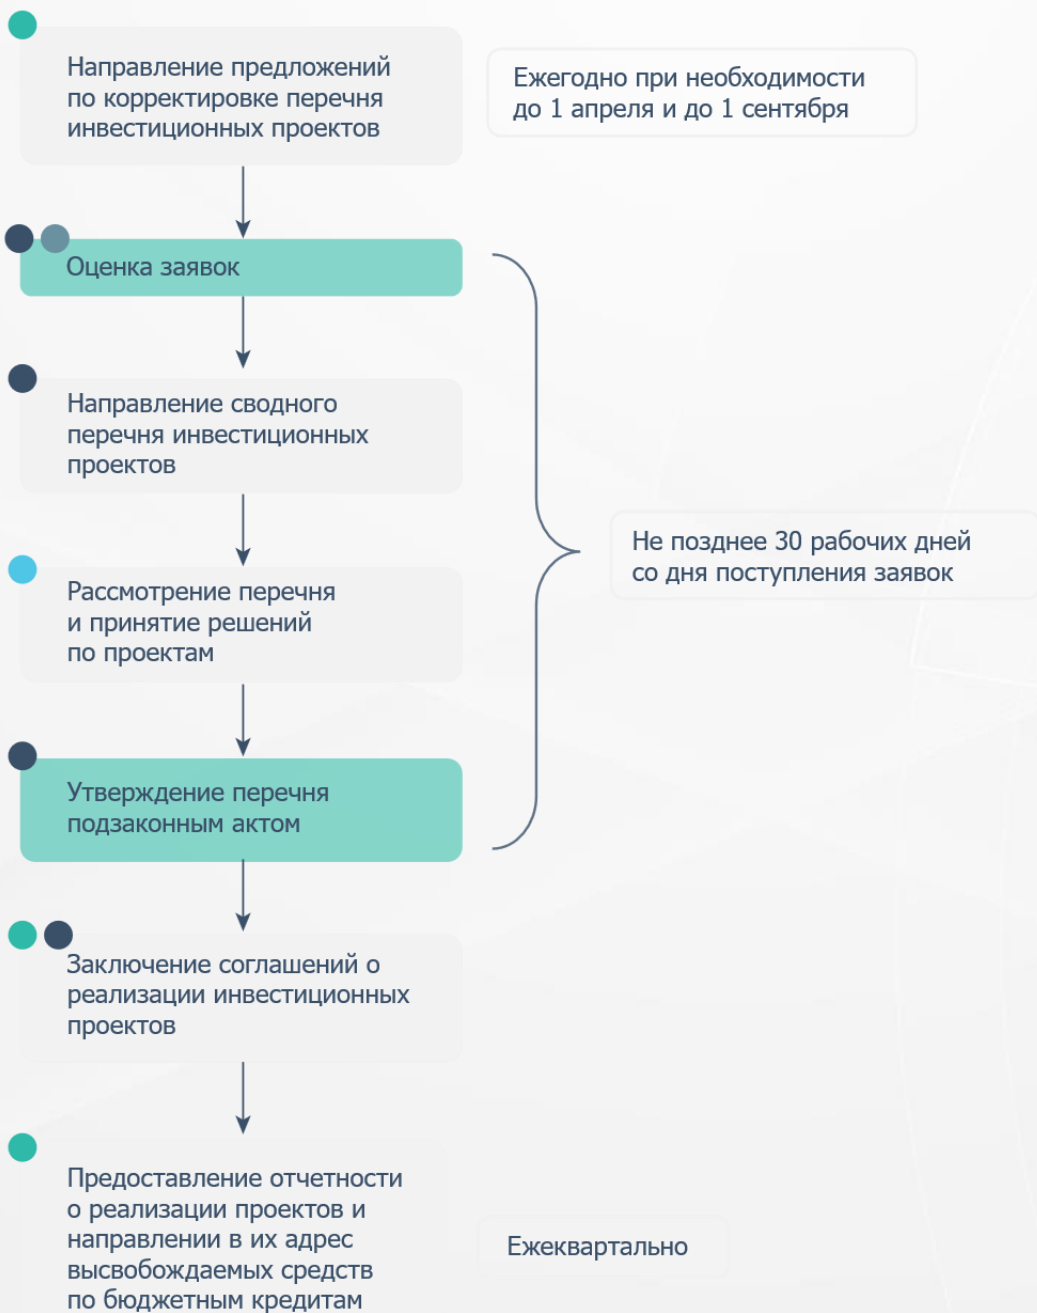 Направление предложений
по корректировке перечня
инвестиционных проектов
Ежегодно при необходимости
до 1 апреля и до 1 сентября
Оценка заявок
Направление сводного
перечня инвестиционных
проектов
Не позднее 30 рабочих дней
со дня поступления заявок
Рассмотрение перечня
и принятие решений
по проектам
Утверждение перечня
подзаконным актом
Заключение соглашений о
реализации инвестиционных
проектов
Предоставление отчетности
о реализации проектов и
направлении в их адрес
высвобождаемых средств
по бюджетным кредитам
Ежеквартально